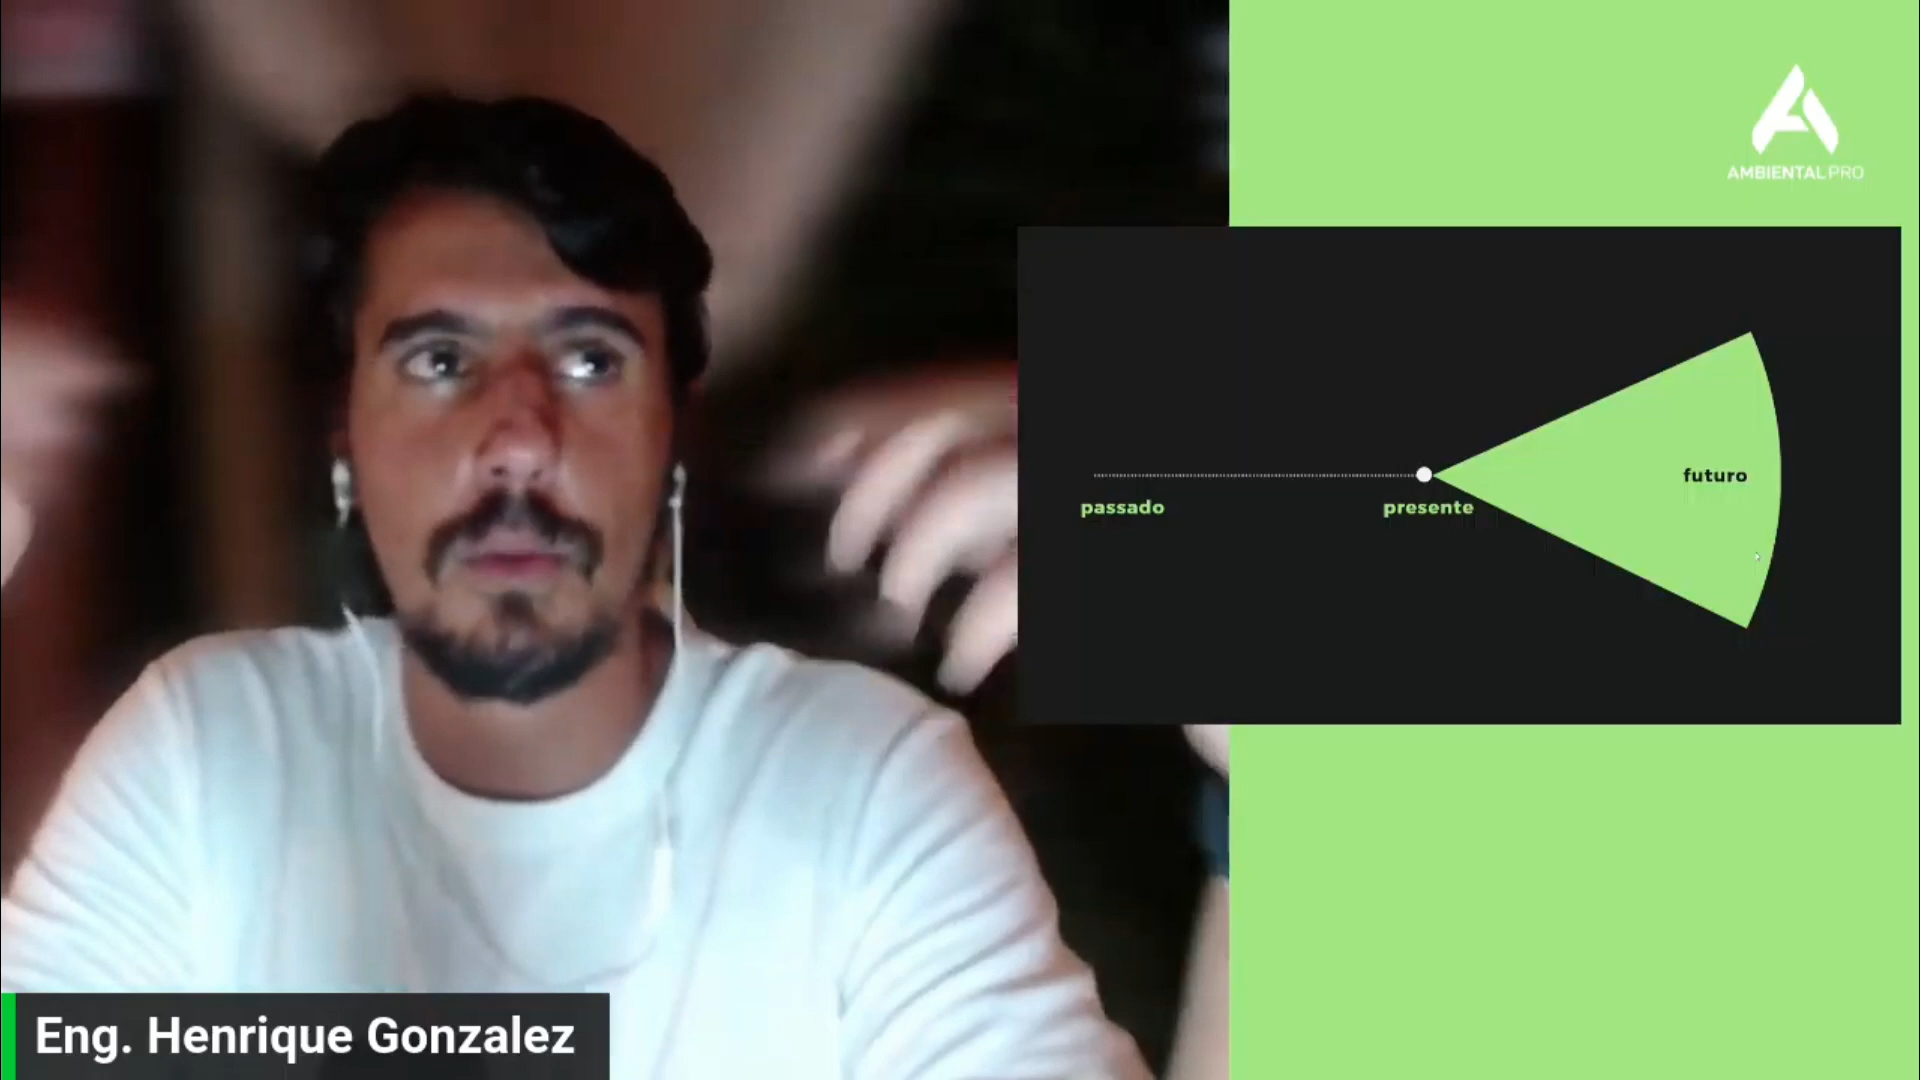 AMBIENTAL PRO
futuro
passado
presente
Eng. Henrique Gonzalez